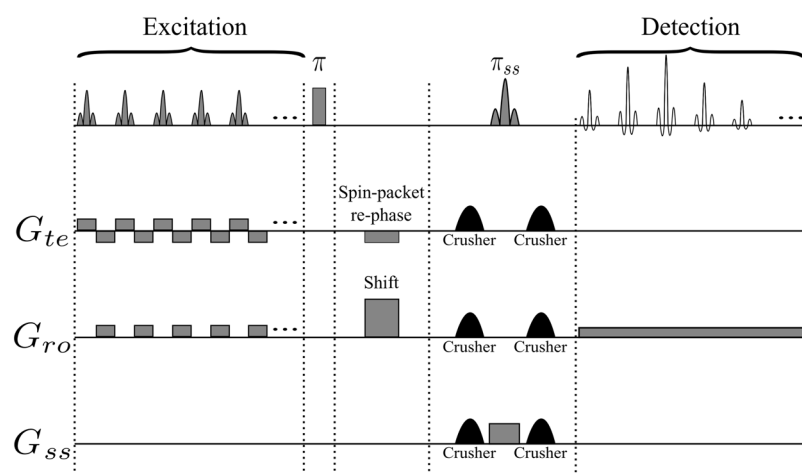 Excitation
Detection
π
π_ss
...
...
Spin-packet
re-phase
G_te
...
Crusher
Crusher
Shift
G_ro
...
Crusher
Crusher
G_ss
Crusher
Crusher